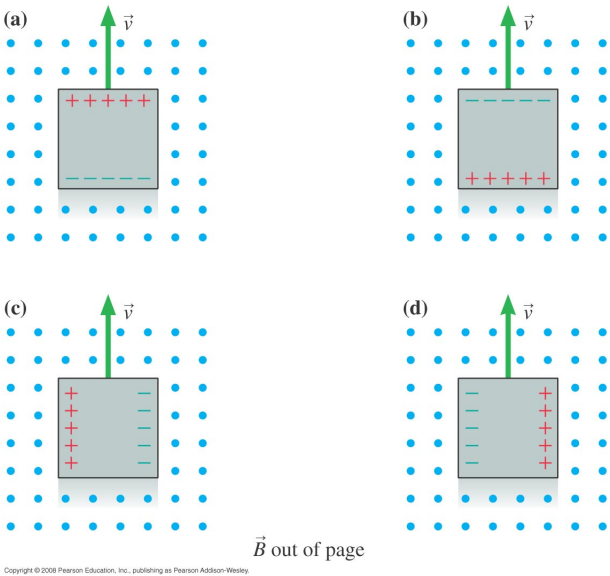 (a)
v⃗
+ + + + +
− − − − −
(b)
v⃗
− − − − −
+ + + + +
(c)
v⃗
+ −
+ −
+ −
+ −
+ −
(d)
v⃗
− +
− +
− +
− +
− +
B⃗ out of page
Copyright © 2008 Pearson Education, Inc., publishing as Pearson Addison-Wesley.